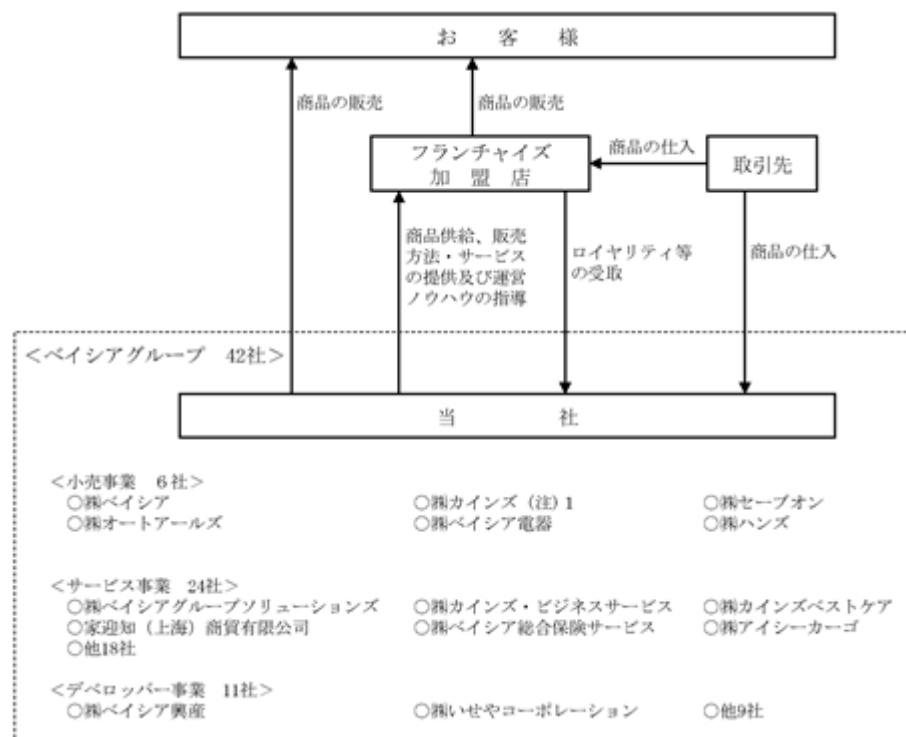 お 客 様
商品の販売
商品の販売
フランチャイズ
加 盟 店
商品の仕入
取引先
商品供給、販売
方法・サービス
の提供及び運営
ノウハウの指導
ロイヤリティ等
の受取
商品の仕入
＜ベイシアグループ 42社＞
当 社
＜小売事業 6社＞
○㈱ベイシア ○㈱カインズ（注）1 ○㈱セーブオン
○㈱オートアールズ ○㈱ベイシア電器 ○㈱ハンズ
＜サービス事業 24社＞
○㈱ベイシアグループソリューションズ ○㈱カインズ・ビジネスサービス ○㈱カインズベストケア
○家迎知（上海）商貿有限公司 ○㈱ベイシア総合保険サービス ○㈱アイシーカーゴ
○他18社
＜デベロッパー事業 11社＞
○㈱ベイシア興産 ○㈱いせやコーポレーション ○他9社